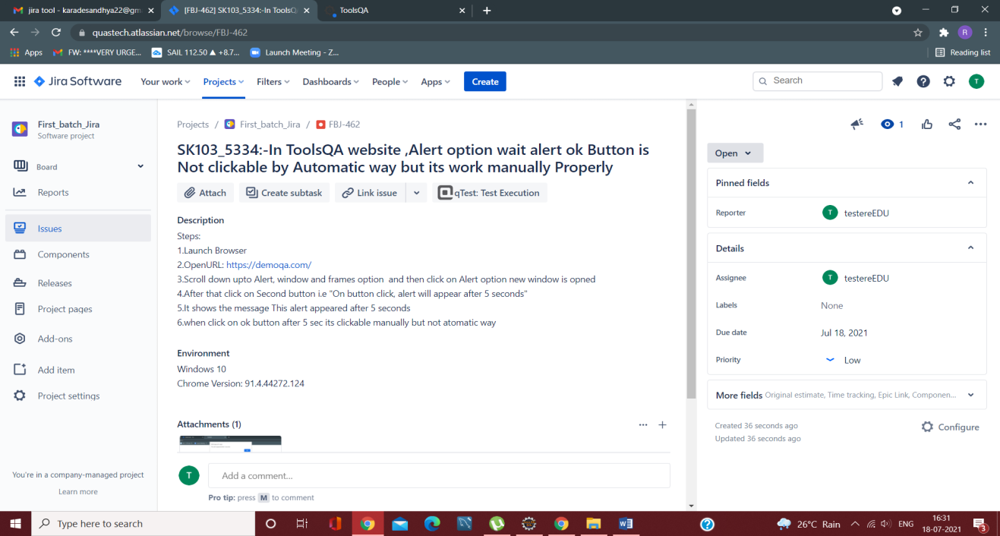 jira tool - karadesandhya22@gm
[FBJ-462] SK103_5334:-In ToolsQ
ToolsQA
quastech.atlassian.net/browse/FBJ-462
R
Apps
FW: ****VERY URGE...
SAIL 112.50 ▲ +8.7...
Launch Meeting - Z...
Reading list
Jira Software
Your work
Projects
Filters
Dashboards
People
Apps
Create
Search
T
First_batch_Jira
Software project
Board
Reports
Issues
Components
Releases
Project pages
Add-ons
Add item
Project settings
You're in a company-managed project
Learn more
Projects / First_batch_Jira / FBJ-462
SK103_5334:-In ToolsQA website ,Alert option wait alert ok Button is
Not clickable by Automatic way but its work manually Properly
Attach
Create subtask
Link issue
qTest: Test Execution
Description
Steps:
1.Launch Browser
2.OpenURL: https://demoqa.com/
3.Scroll down upto Alert, window and frames option and then click on Alert option new window is opned
4.After that click on Second button i.e "On button click, alert will appear after 5 seconds"
5.It shows the message This alert appeared after 5 seconds
6.when click on ok button after 5 sec its clickable manually but not atomatic way
Environment
Windows 10
Chrome Version: 91.4.44272.124
Attachments (1)
T
Add a comment...
Pro tip: press M to comment
1
Open
Pinned fields
Reporter
T testereEDU
Details
Assignee
T testereEDU
Labels
None
Due date
Jul 18, 2021
Priority
Low
More fields Original estimate, Time tracking, Epic Link, Componen...
Created 36 seconds ago
Updated 36 seconds ago
Configure
Type here to search
26°C Rain
ENG
16:31
18-07-2021
3